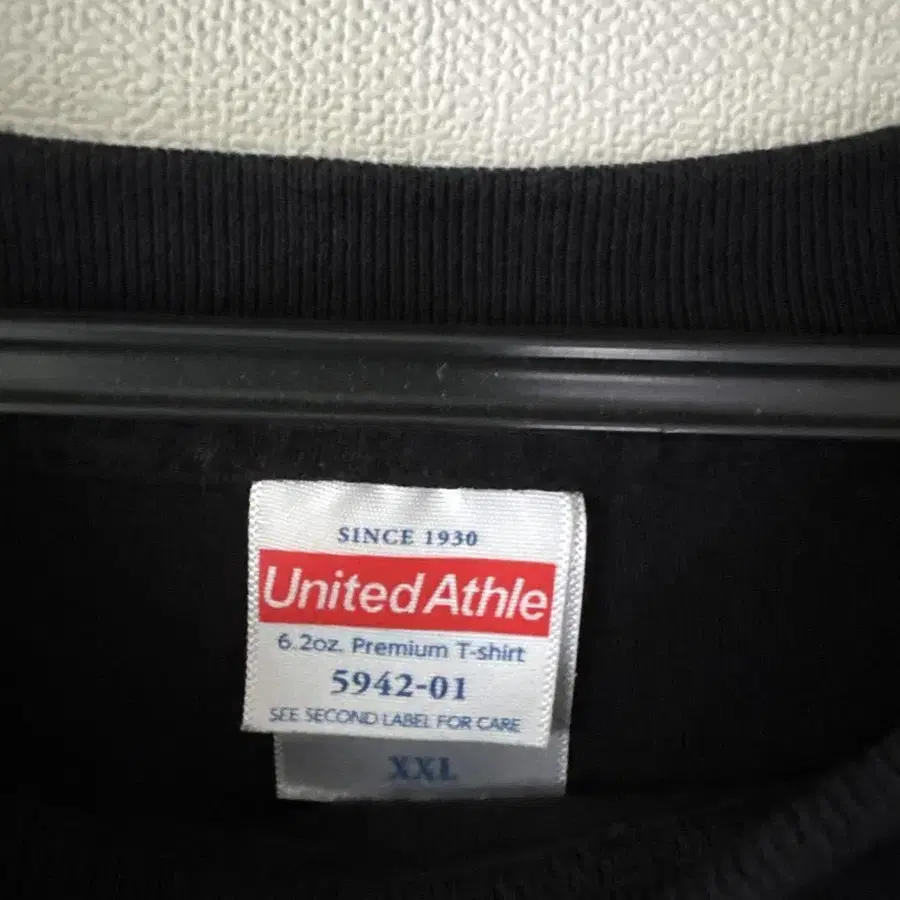 SINCE 1930
United Athle
6.2oz. Premium T-shirt
5942-01
SEE SECOND LABEL FOR CARE
XXL